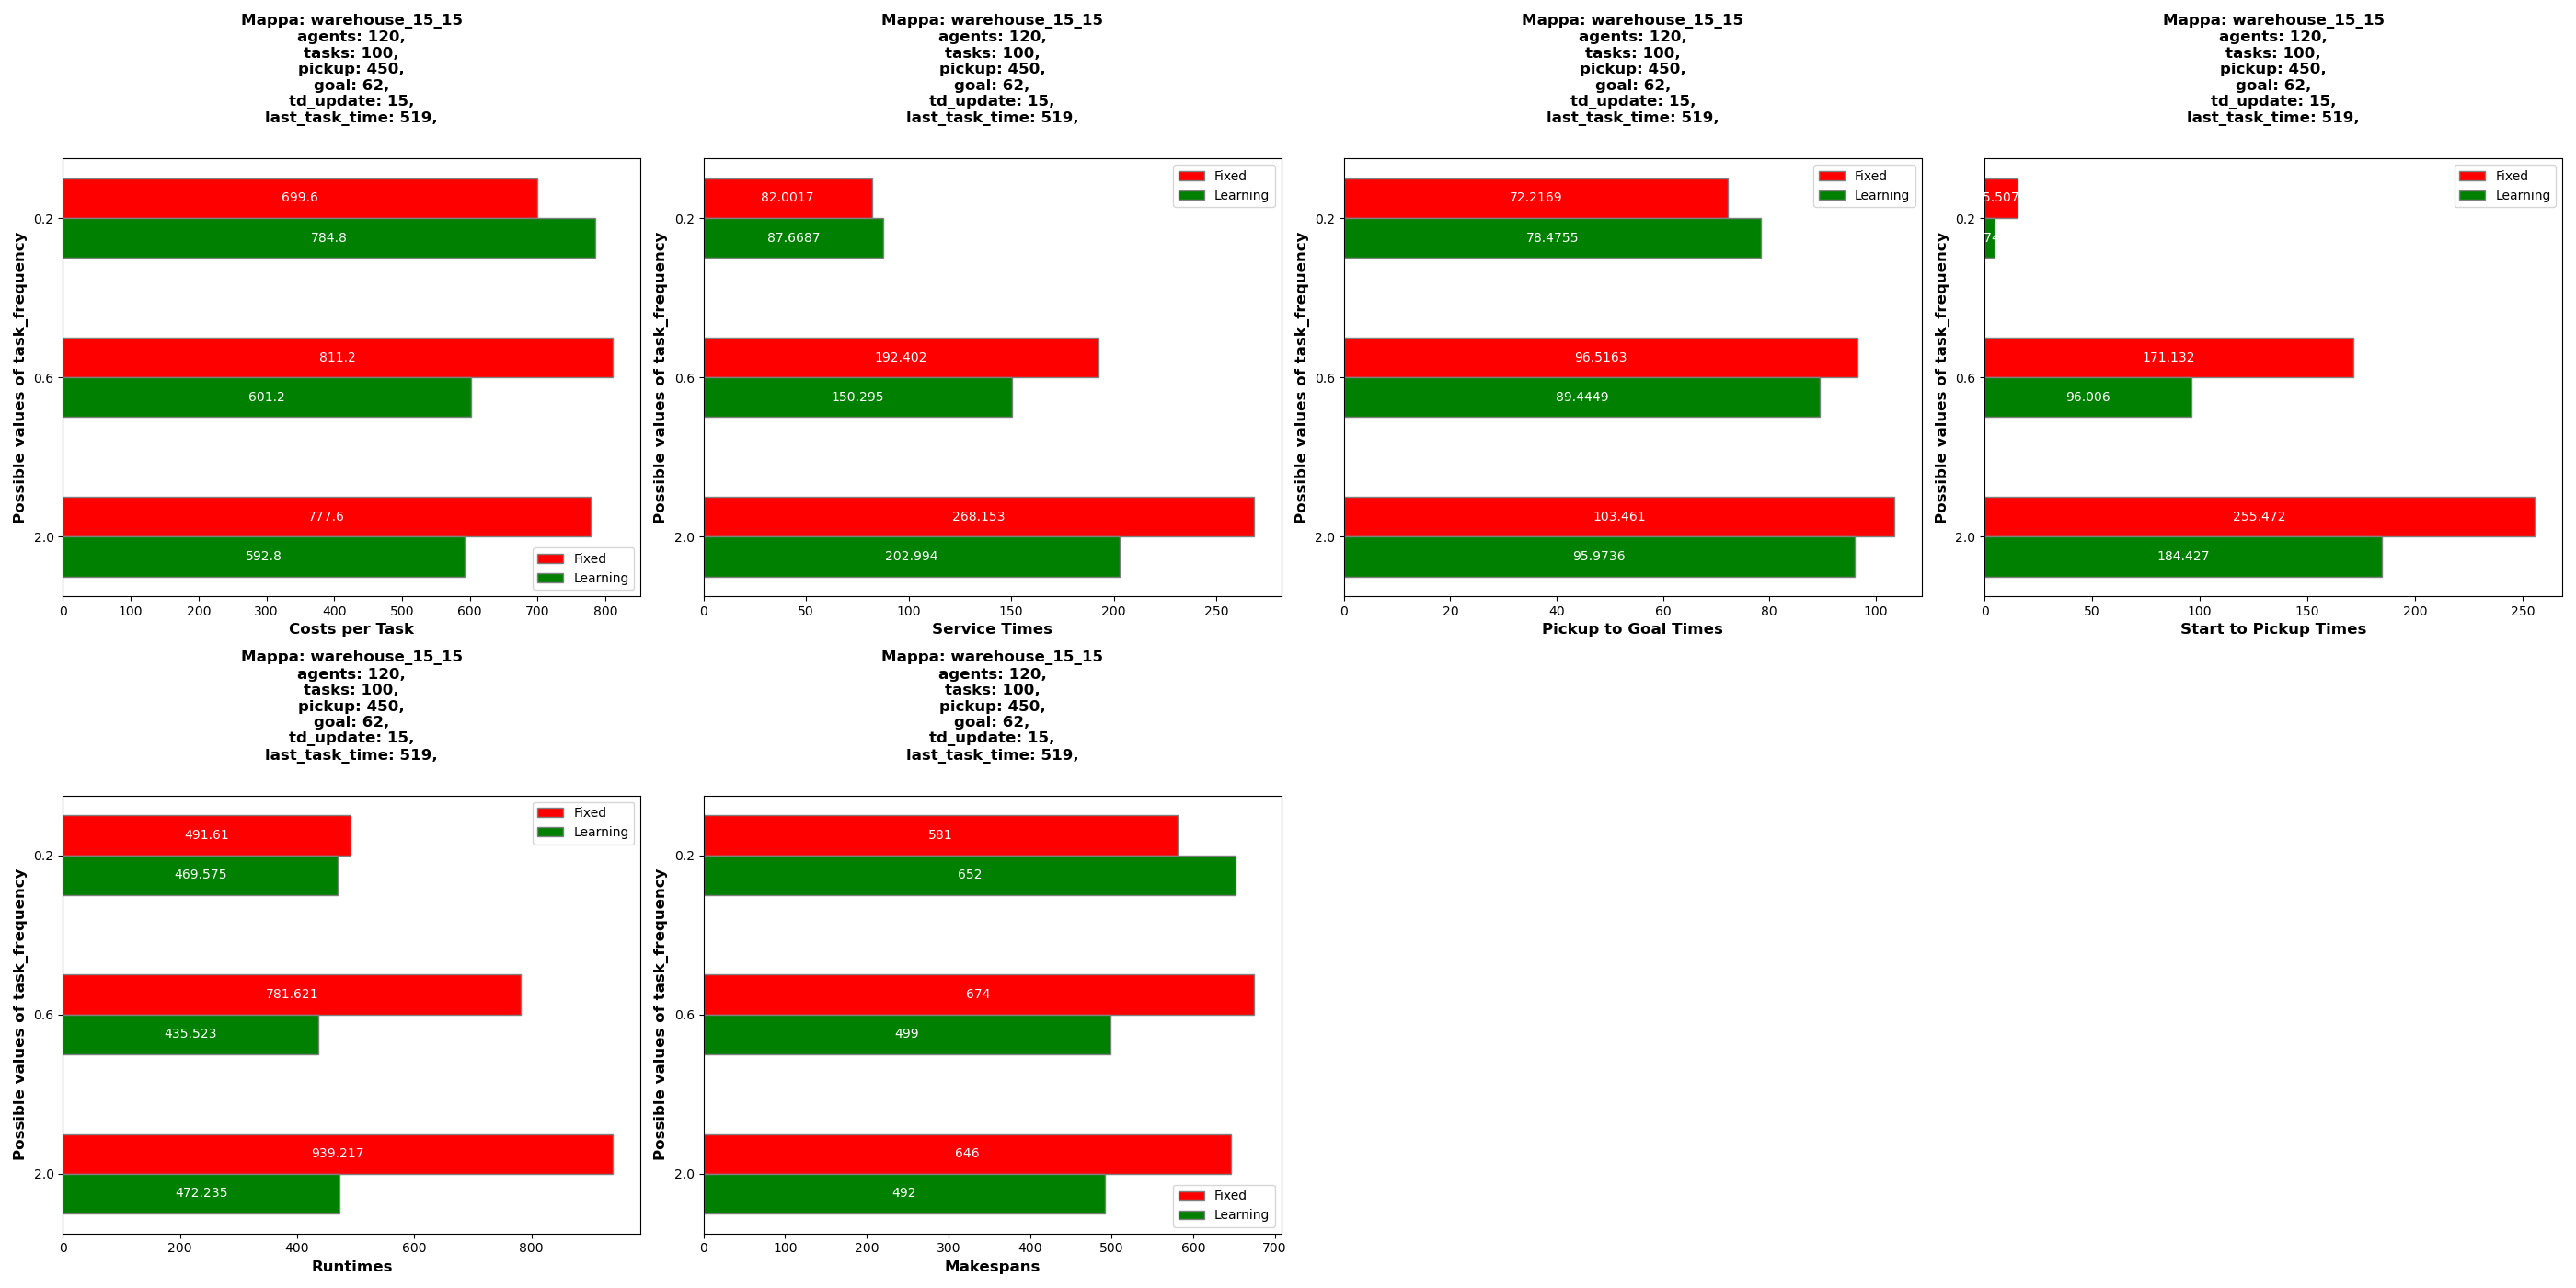 Mappa: warehouse_15_15
agents: 120,
tasks: 100,
pickup: 450,
goal: 62,
td_update: 15,
last_task_time: 519,
Possible values of task_frequency
0.2
0.6
2.0
699.6
784.8
811.2
601.2
777.6
592.8
Fixed
Learning
0 100 200 300 400 500 600 700 800
Costs per Task
Mappa: warehouse_15_15
agents: 120,
tasks: 100,
pickup: 450,
goal: 62,
td_update: 15,
last_task_time: 519,
Possible values of task_frequency
Fixed
Learning
0.2
0.6
2.0
82.0017
87.6687
192.402
150.295
268.153
202.994
0 50 100 150 200 250
Service Times
Mappa: warehouse_15_15
agents: 120,
tasks: 100,
pickup: 450,
goal: 62,
td_update: 15,
last_task_time: 519,
Possible values of task_frequency
Fixed
Learning
0.2
0.6
2.0
72.2169
78.4755
96.5163
89.4449
103.461
95.9736
0 20 40 60 80 100
Pickup to Goal Times
Mappa: warehouse_15_15
agents: 120,
tasks: 100,
pickup: 450,
goal: 62,
td_update: 15,
last_task_time: 519,
Possible values of task_frequency
Fixed
Learning
0.2
0.6
2.0
171.132
96.006
255.472
184.427
0 50 100 150 200 250
Start to Pickup Times
Mappa: warehouse_15_15
agents: 120,
tasks: 100,
pickup: 450,
goal: 62,
td_update: 15,
last_task_time: 519,
Possible values of task_frequency
Fixed
Learning
0.2
0.6
2.0
491.61
469.575
781.621
435.523
939.217
472.235
0 200 400 600 800
Runtimes
Mappa: warehouse_15_15
agents: 120,
tasks: 100,
pickup: 450,
goal: 62,
td_update: 15,
last_task_time: 519,
Possible values of task_frequency
0.2
0.6
2.0
581
652
674
499
646
492
Fixed
Learning
0 100 200 300 400 500 600 700
Makespans